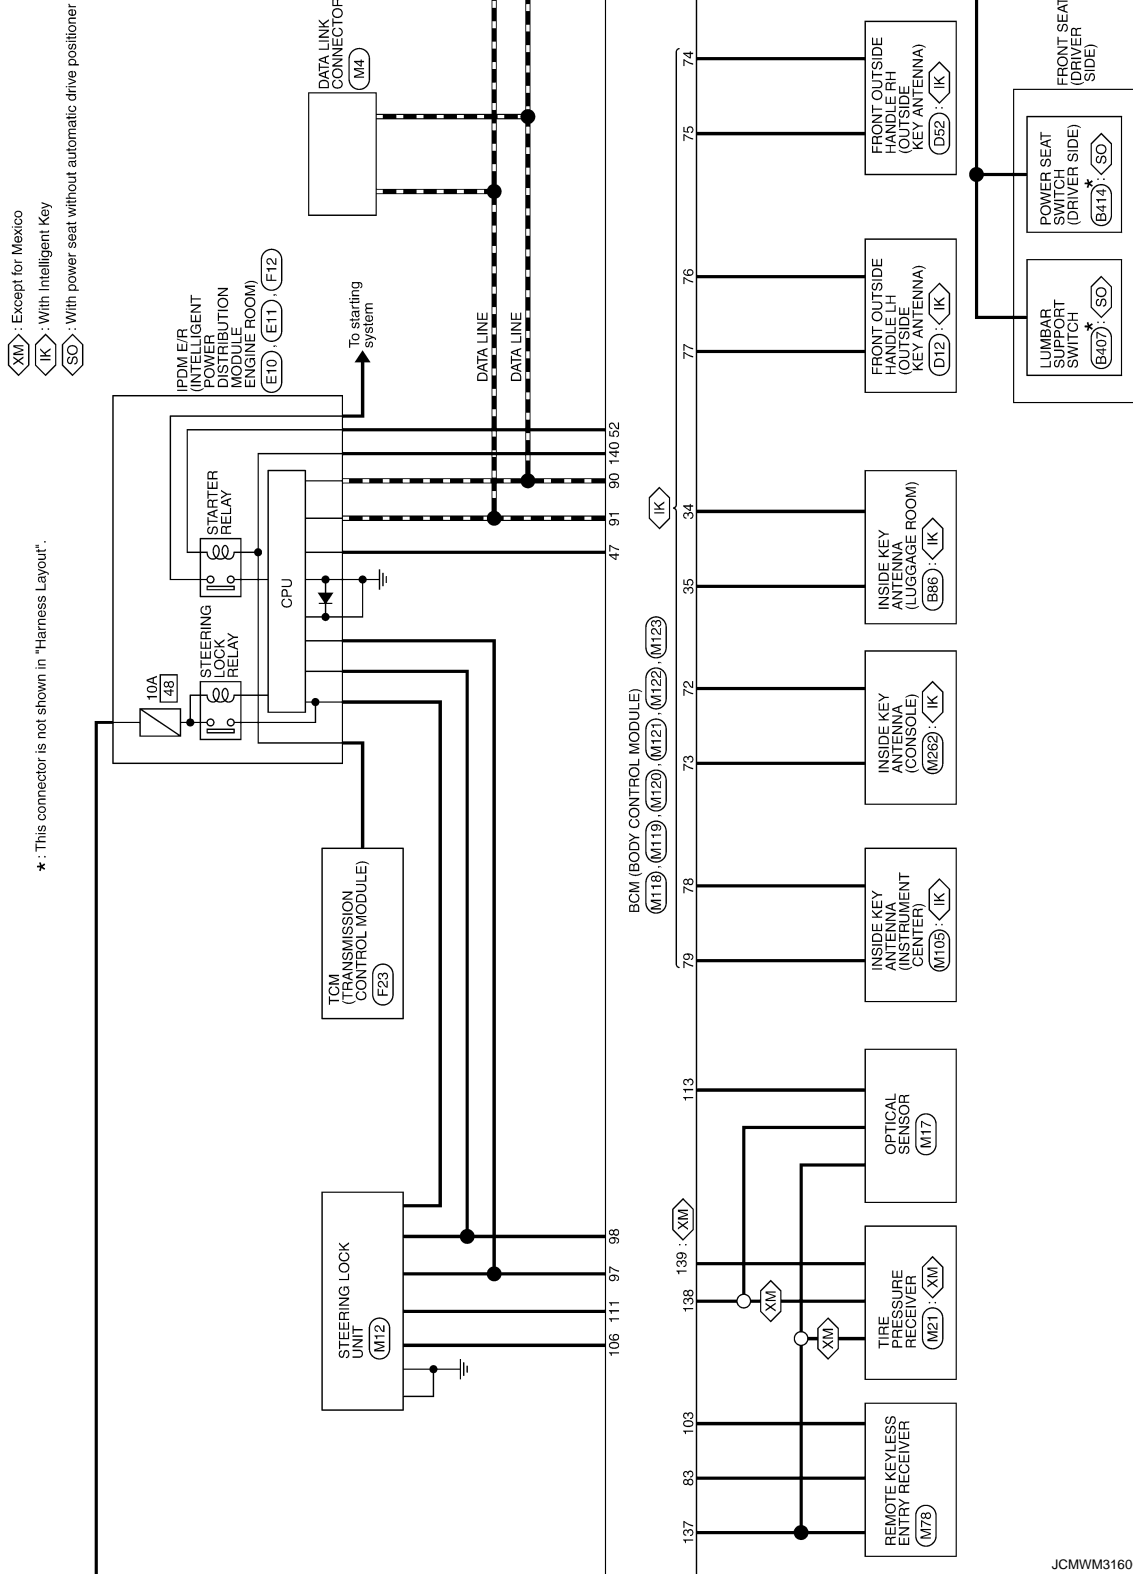 XM : Except for Mexico
IK : With Intelligent Key
SO : With power seat without automatic drive positioner
* : This connector is not shown in "Harness Layout".
IPDM E/R
(INTELLIGENT
POWER
DISTRIBUTION
MODULE
ENGINE ROOM)
E10 , E11 , F12
10A
48
STEERING
LOCK
RELAY
STARTER
RELAY
CPU
To starting
system
DATA LINK
CONNECTOR
M4
DATA LINE
DATA LINE
TCM
(TRANSMISSION
CONTROL MODULE)
F23
STEERING LOCK
UNIT
M12
106
111
97
98
47
91
90
140
52
BCM (BODY CONTROL MODULE)
M118 , M119 , M120 , M121 , M122 , M123
IK
137
83
103
138
139 : XM
113
79
78
73
72
35
34
77
76
75
74
XM
XM
REMOTE KEYLESS
ENTRY RECEIVER
M78
TIRE
PRESSURE
RECEIVER
M21 : XM
OPTICAL
SENSOR
M17
INSIDE KEY
ANTENNA
(INSTRUMENT
CENTER)
M105 : IK
INSIDE KEY
ANTENNA
(CONSOLE)
M262 : IK
INSIDE KEY
ANTENNA
(LUGGAGE ROOM)
B86 : IK
FRONT OUTSIDE
HANDLE LH
(OUTSIDE
KEY ANTENNA)
D12 : IK
FRONT OUTSIDE
HANDLE RH
(OUTSIDE
KEY ANTENNA)
D52 : IK
LUMBAR
SUPPORT
SWITCH
B407 * : SO
POWER SEAT
SWITCH
(DRIVER SIDE)
B414 * : SO
FRONT SEAT
(DRIVER
SIDE)
JCMWM3160